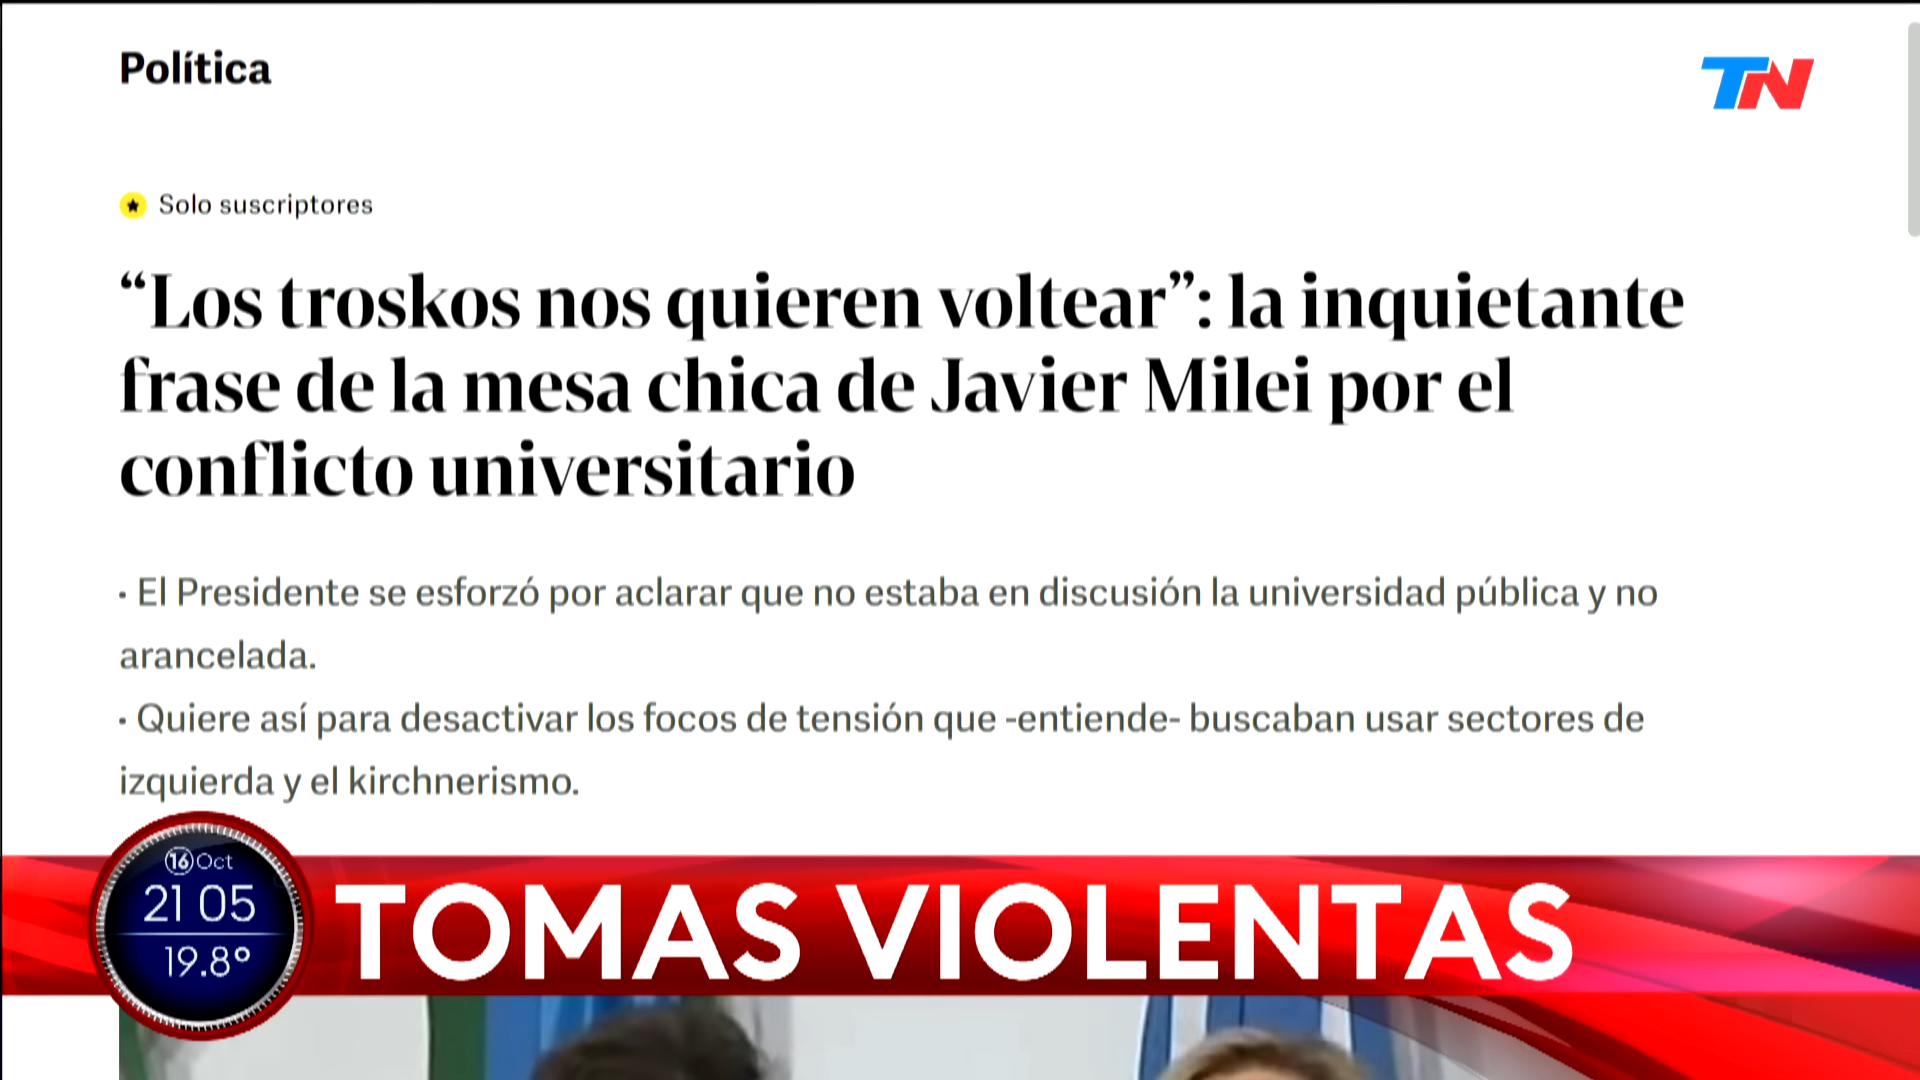 Política
TN
Solo suscriptores
“Los troskos nos quieren voltear”: la inquietante
frase de la mesa chica de Javier Milei por el
conflicto universitario
· El Presidente se esforzó por aclarar que no estaba en discusión la universidad pública y no
arancelada.
· Quiere así para desactivar los focos de tensión que -entiende- buscaban usar sectores de
izquierda y el kirchnerismo.
16 Oct
21 05
19.8º
TOMAS VIOLENTAS